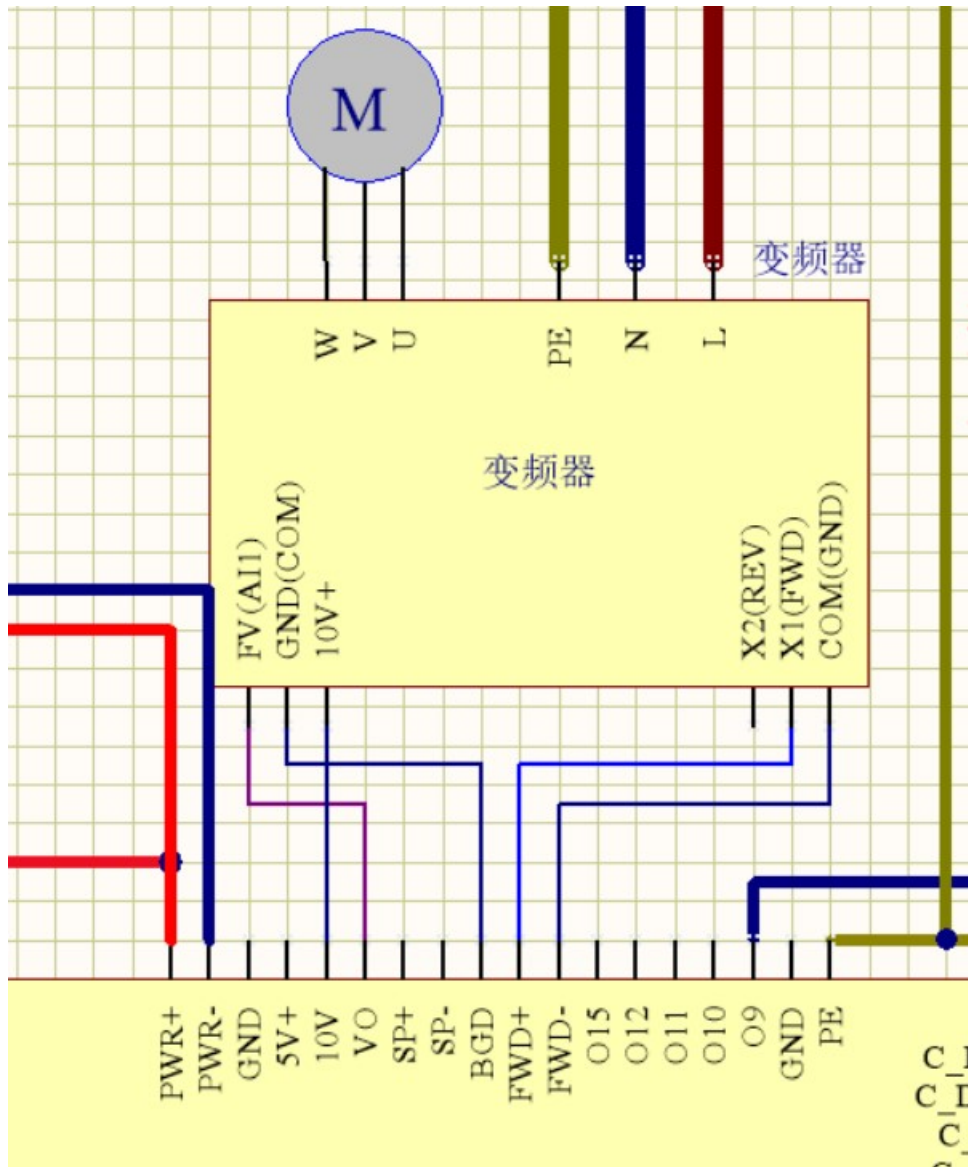 M
变频器
W
V
U
PE
N
L
变频器
FV(AI1)
GND(COM)
10V+
X2(REV)
X1(FWD)
COM(GND)
PWR+
PWR-
GND
5V+
10V
VO
SP+
SP-
BGD
FWD+
FWD-
O15
O12
O11
O10
O9
GND
PE